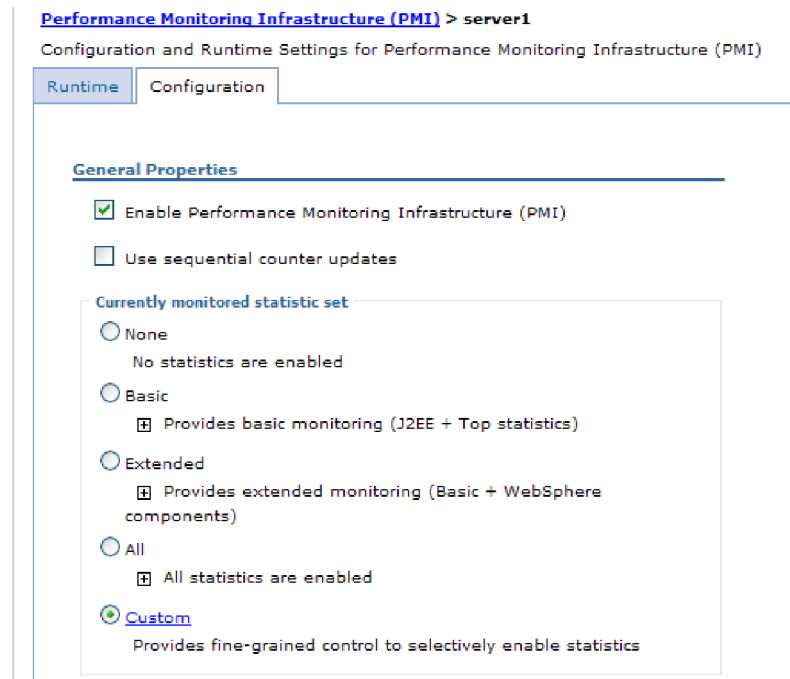 Performance Monitoring Infrastructure (PMI) > server1
Configuration and Runtime Settings for Performance Monitoring Infrastructure (PMI)
Runtime Configuration
General Properties
Enable Performance Monitoring Infrastructure (PMI)
Use sequential counter updates
Currently monitored statistic set
None
No statistics are enabled
Basic
Provides basic monitoring (J2EE + Top statistics)
Extended
Provides extended monitoring (Basic + WebSphere
components)
All
All statistics are enabled
Custom
Provides fine-grained control to selectively enable statistics